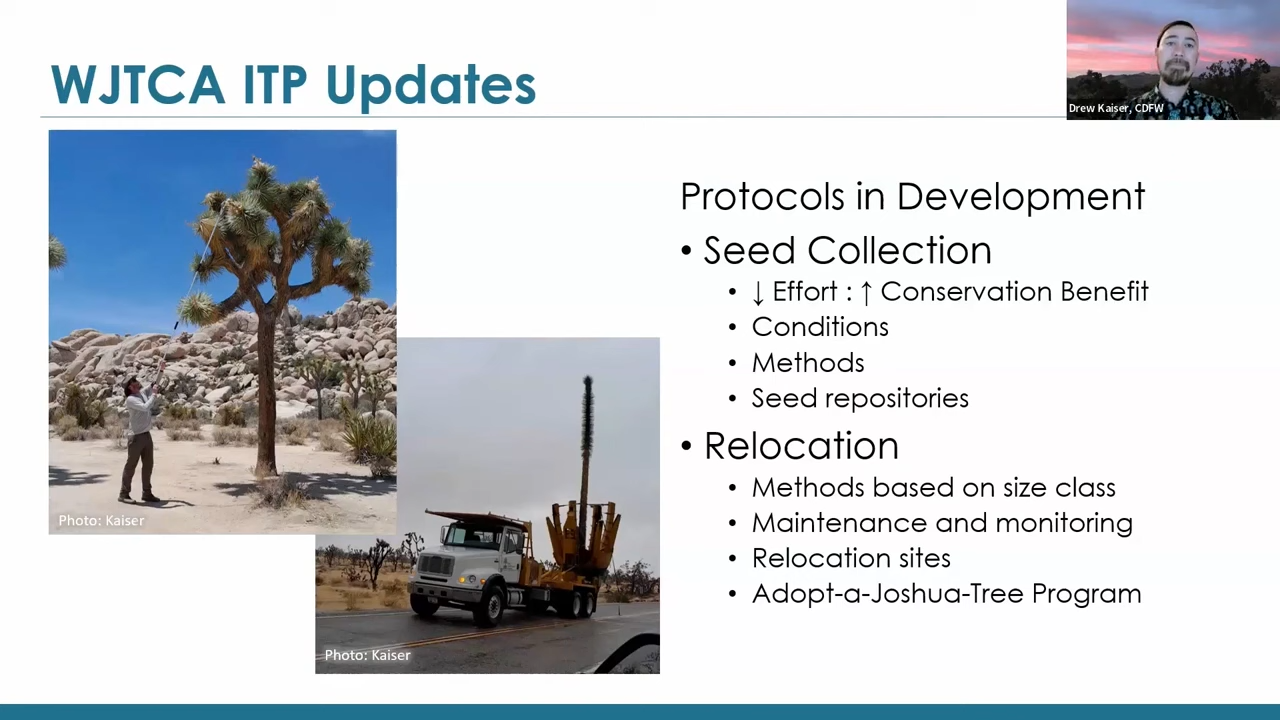 WJTCA ITP Updates
Drew Kaiser, CDFW
Protocols in Development
• Seed Collection
• ↓ Effort : ↑ Conservation Benefit
• Conditions
• Methods
• Seed repositories
• Relocation
• Methods based on size class
• Maintenance and monitoring
• Relocation sites
• Adopt-a-Joshua-Tree Program
Photo: Kaiser
Photo: Kaiser